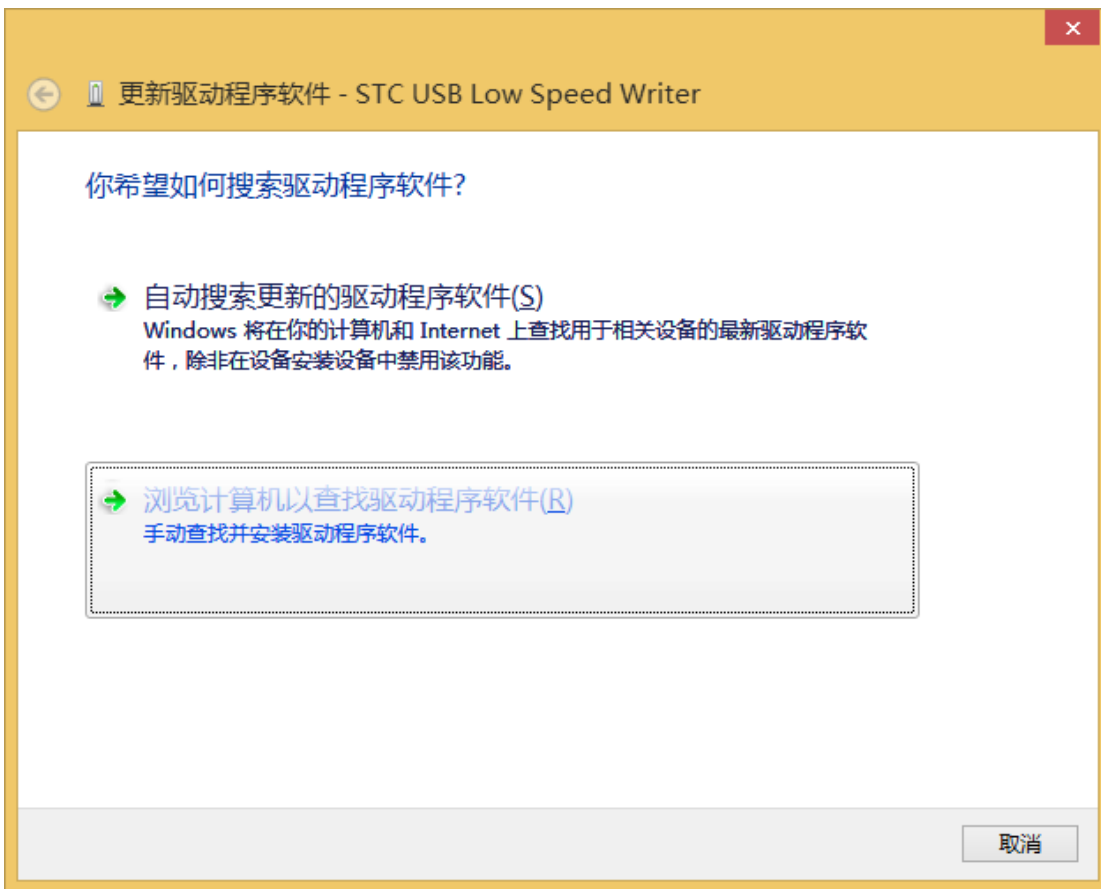 更新驱动程序软件 - STC USB Low Speed Writer
你希望如何搜索驱动程序软件?
自动搜索更新的驱动程序软件(S)
Windows 将在你的计算机和 Internet 上查找用于相关设备的最新驱动程序软
件，除非在设备安装设备中禁用该功能。
浏览计算机以查找驱动程序软件(R)
手动查找并安装驱动程序软件。
取消